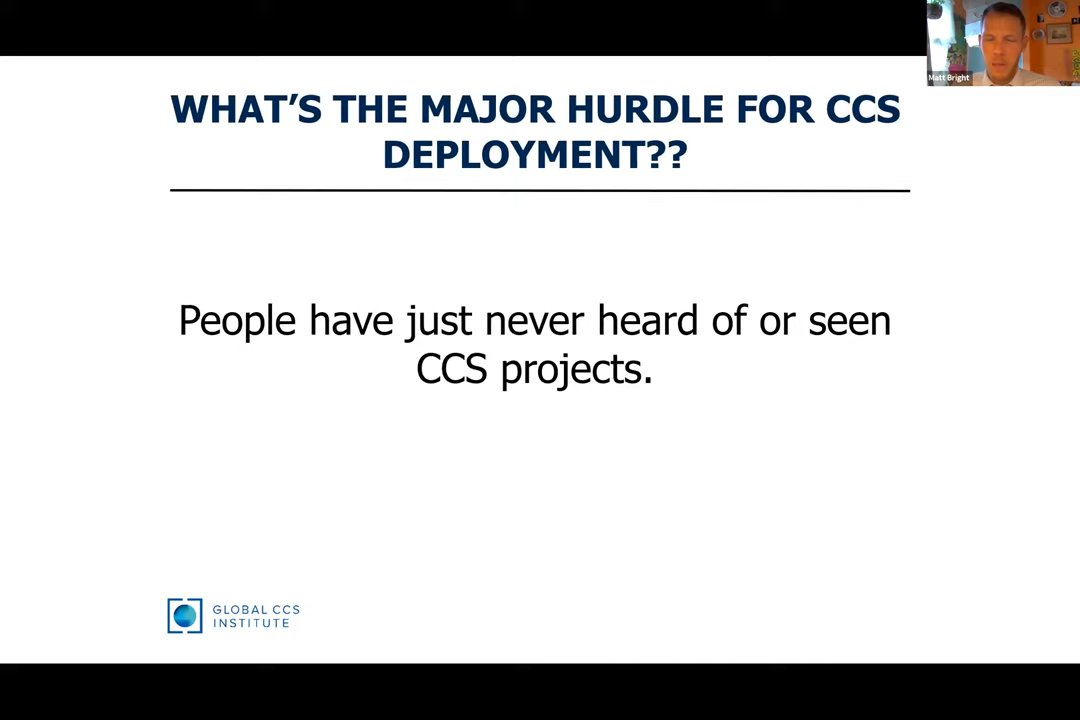 Matt Bright
WHAT'S THE MAJOR HURDLE FOR CCS
DEPLOYMENT??
People have just never heard of or seen
CCS projects.
GLOBAL CCS
INSTITUTE